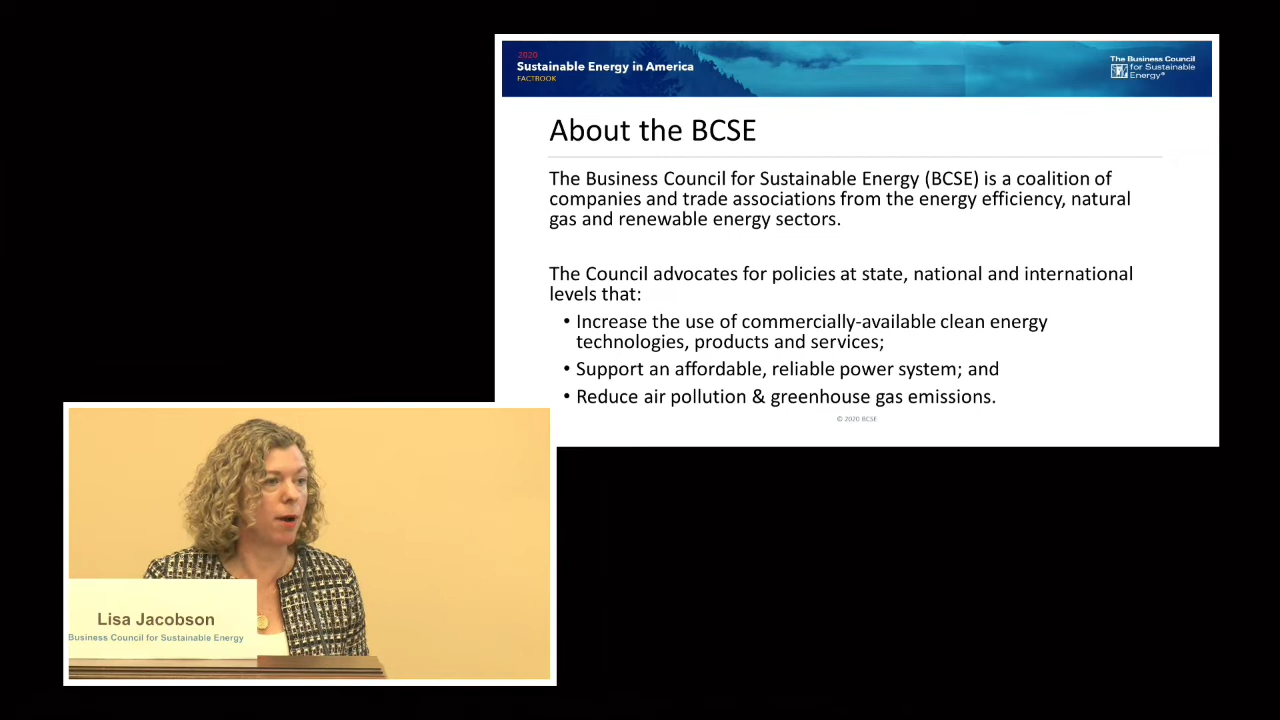 2020
Sustainable Energy in America
FACTBOOK
The Business Council
for Sustainable
Energy®
About the BCSE
The Business Council for Sustainable Energy (BCSE) is a coalition of
companies and trade associations from the energy efficiency, natural
gas and renewable energy sectors.
The Council advocates for policies at state, national and international
levels that:
• Increase the use of commercially-available clean energy
technologies, products and services;
• Support an affordable, reliable power system; and
• Reduce air pollution & greenhouse gas emissions.
© 2020 BCSE
Lisa Jacobson
Business Council for Sustainable Energy